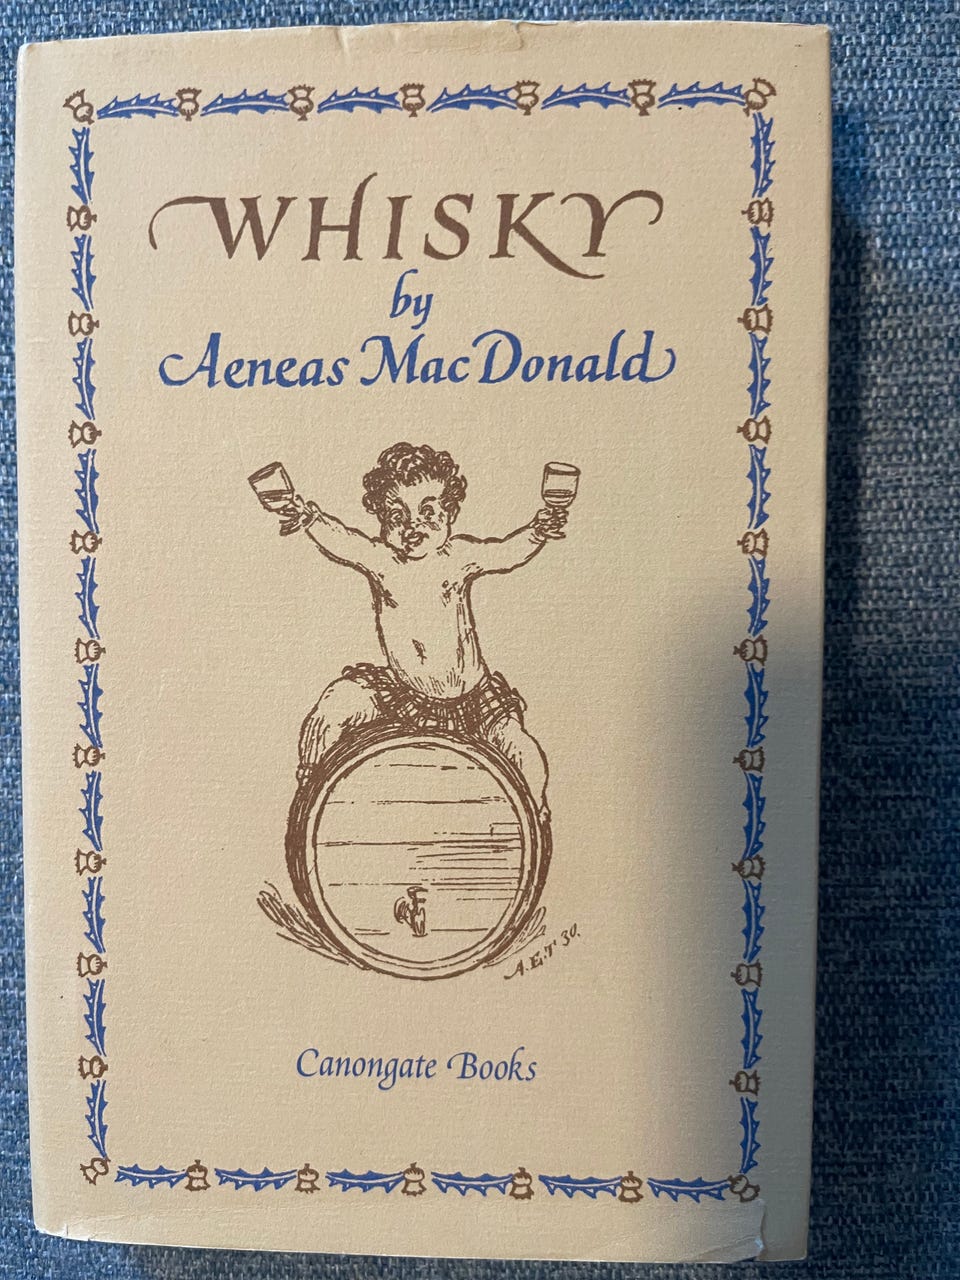 WHISKY
by
Aeneas MacDonald
A.E.T 30.
Canongate Books